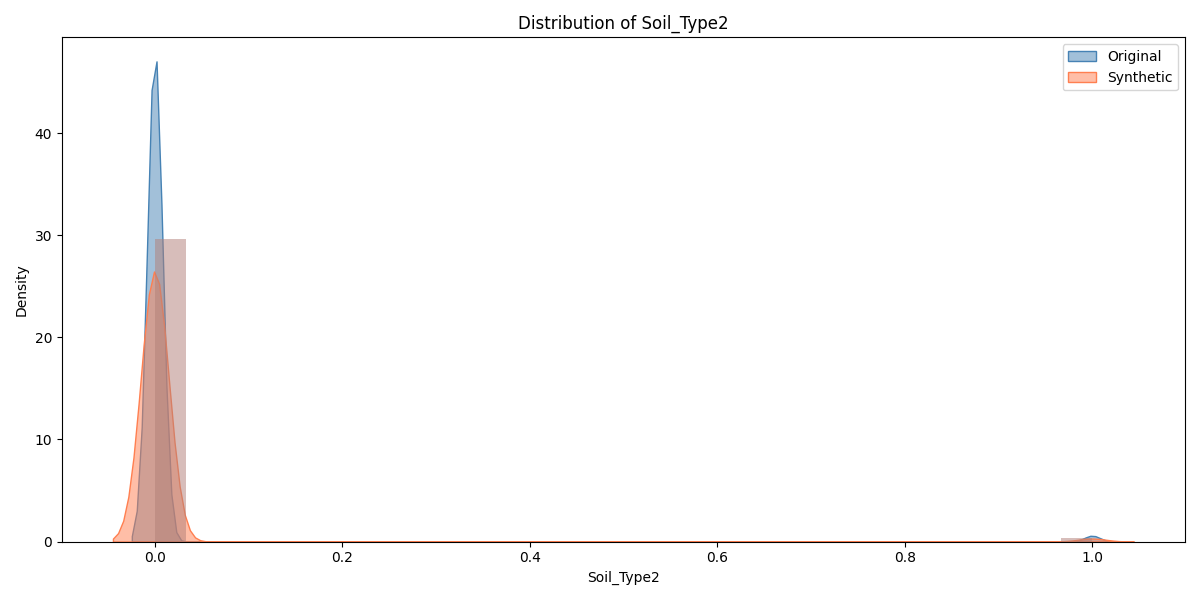 Distribution of Soil_Type2
Original
Synthetic
Density
40
30
20
10
0
0.0 0.2 0.4 0.6 0.8 1.0
Soil_Type2